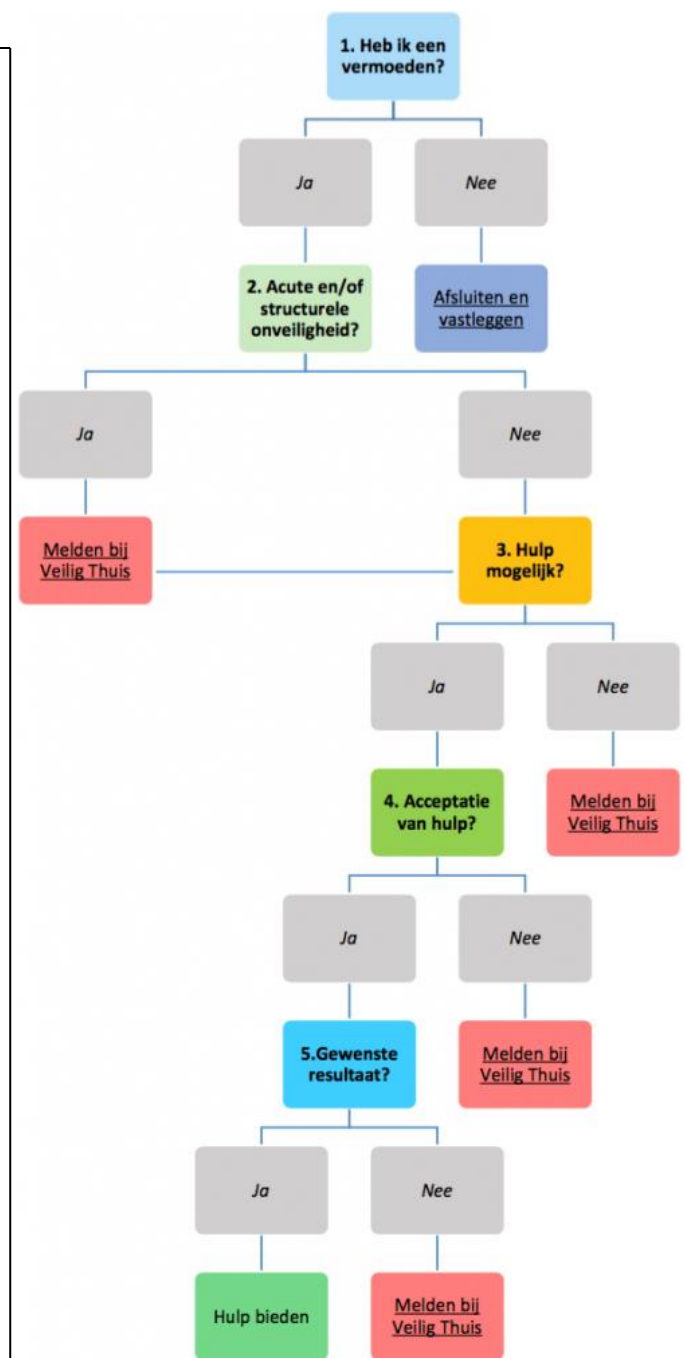 1. Heb ik een
vermoeden?
Ja
Nee
2. Acute en/of
structurele
onveiligheid?
Afsluiten en
vastleggen
Ja
Nee
Melden bij
Veilig Thuis
3. Hulp
mogelijk?
Ja
Nee
4. Acceptatie
van hulp?
Melden bij
Veilig Thuis
Ja
Nee
5.Gewenste
resultaat?
Melden bij
Veilig Thuis
Ja
Nee
Hulp bieden
Melden bij
Veilig Thuis